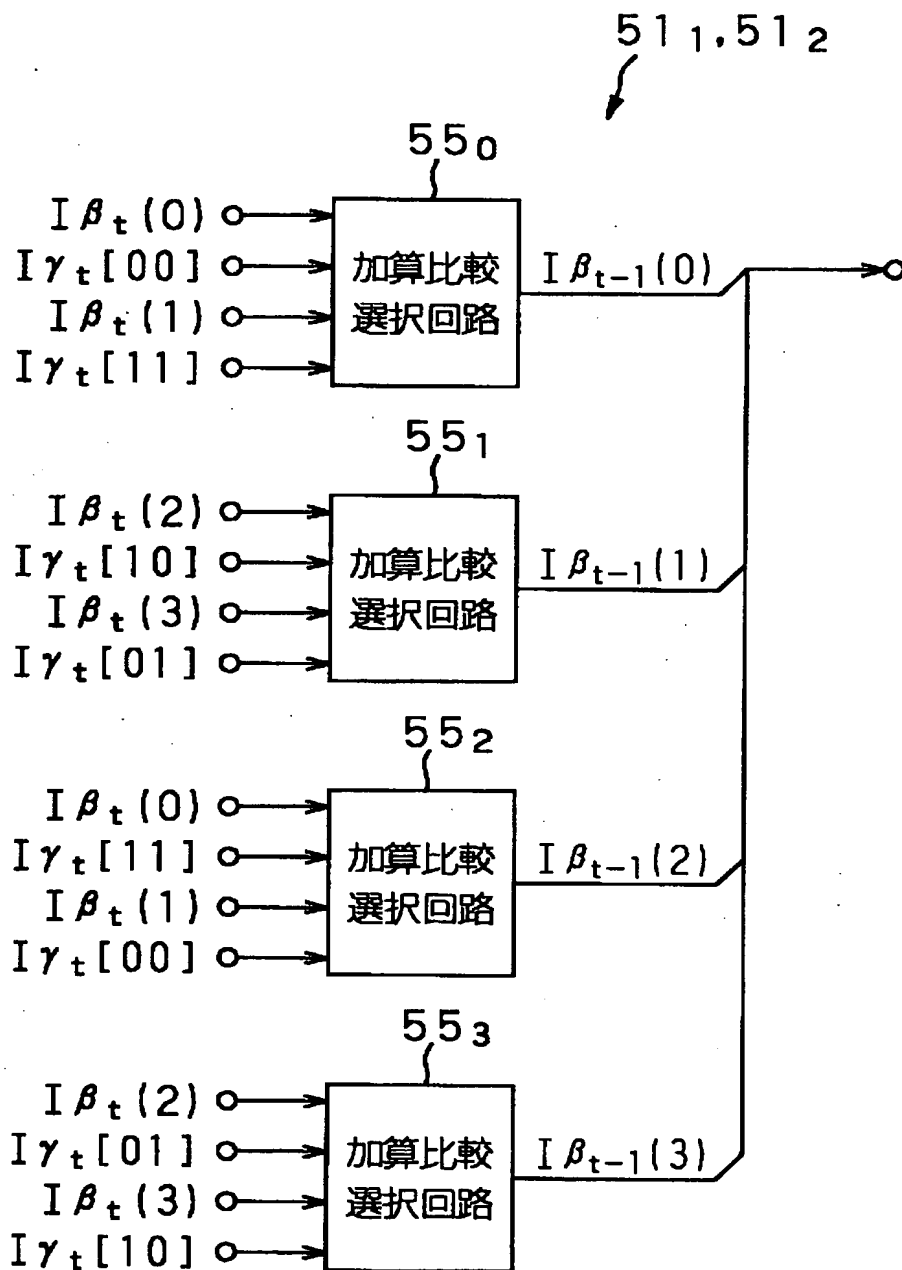 51₁,51₂
55₀
Iβₜ(0)
Iγₜ[00]
Iβₜ(1)
Iγₜ[11]
加算比較
選択回路
Iβₜ₋₁(0)
55₁
Iβₜ(2)
Iγₜ[10]
Iβₜ(3)
Iγₜ[01]
加算比較
選択回路
Iβₜ₋₁(1)
55₂
Iβₜ(0)
Iγₜ[11]
Iβₜ(1)
Iγₜ[00]
加算比較
選択回路
Iβₜ₋₁(2)
55₃
Iβₜ(2)
Iγₜ[01]
Iβₜ(3)
Iγₜ[10]
加算比較
選択回路
Iβₜ₋₁(3)